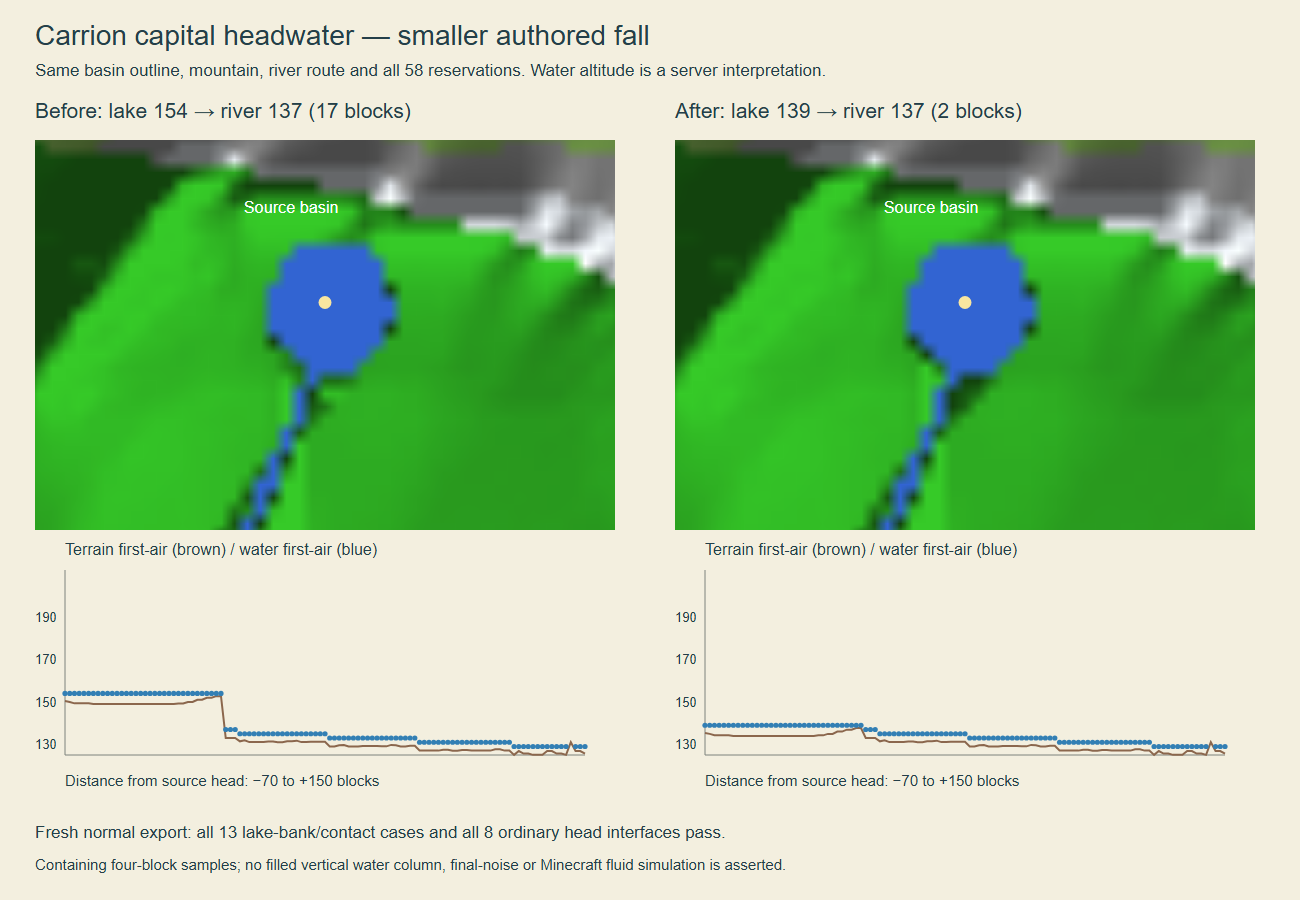 Carrion capital headwater — smaller authored fall
Same basin outline, mountain, river route and all 58 reservations. Water altitude is a server interpretation.
Before: lake 154 → river 137 (17 blocks)
Source basin
Terrain first-air (brown) / water first-air (blue)
190
170
150
130
Distance from source head: −70 to +150 blocks
After: lake 139 → river 137 (2 blocks)
Source basin
Terrain first-air (brown) / water first-air (blue)
190
170
150
130
Distance from source head: −70 to +150 blocks
Fresh normal export: all 13 lake-bank/contact cases and all 8 ordinary head interfaces pass.
Containing four-block samples; no filled vertical water column, final-noise or Minecraft fluid simulation is asserted.